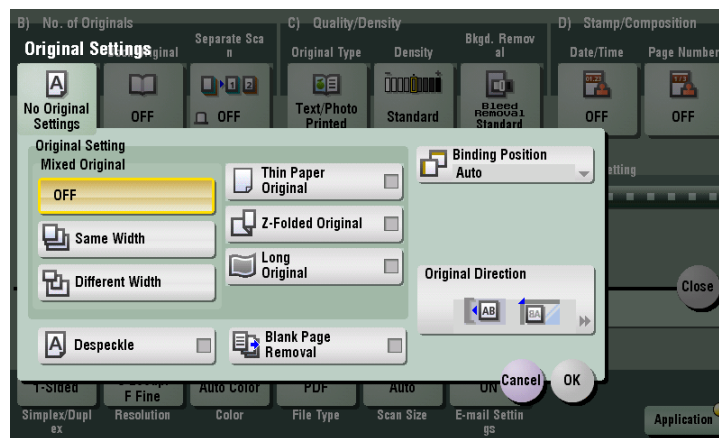 B) No. of Originals
C) Quality/Density
D) Stamp/Composition
Original Settings
Separate Sca
n
Original Type
Density
Bkgd. Remov
al
Date/Time
Page Number
No Original
Settings
OFF
OFF
Text/Photo
Printed
Standard
Bleed
Removal
Standard
OFF
OFF
Original Setting
Mixed Original
OFF
Same Width
Different Width
Thin Paper
Original
Z-Folded Original
Long
Original
Binding Position
Auto
etting
Original Direction
AB
Close
Despeckle
Blank Page
Removal
Cancel
OK
1-Sided
F Fine
Auto Color
PDF
Auto
ON
Simplex/Dupl
ex
Resolution
Color
File Type
Scan Size
E-mail Settin
gs
Application